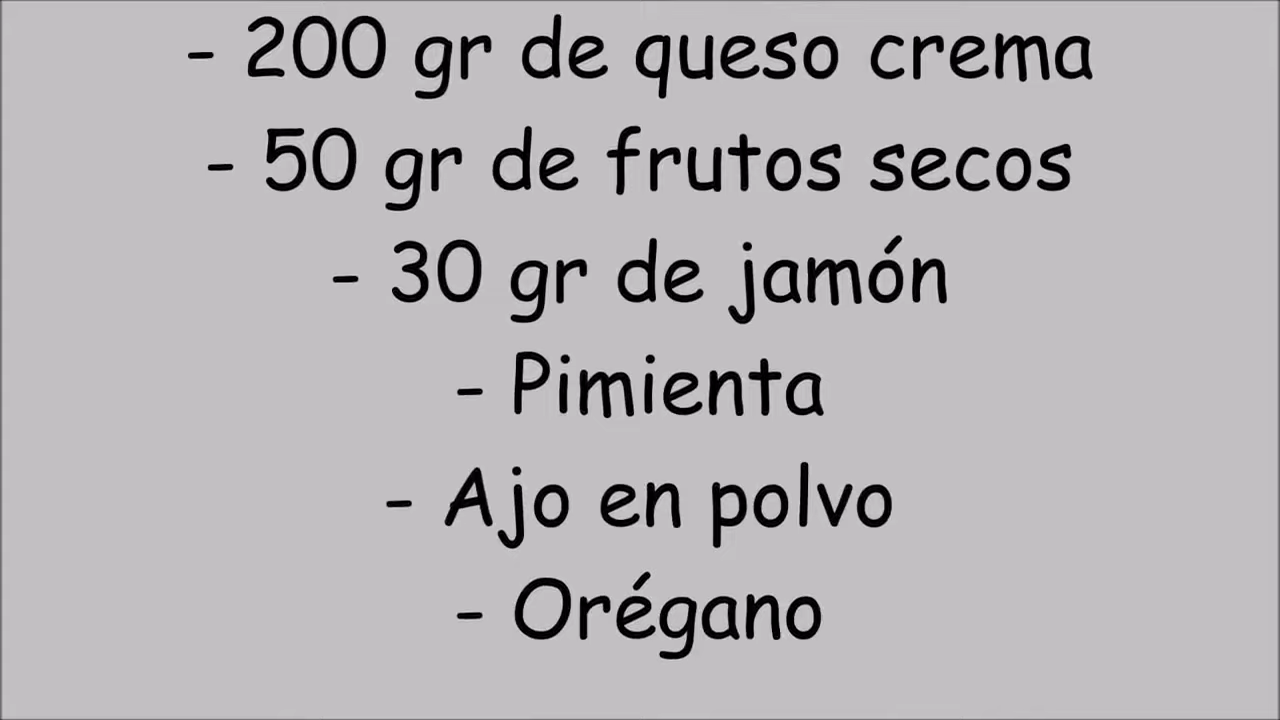 - 200 gr de queso crema
- 50 gr de frutos secos
- 30 gr de jamón
- Pimienta
- Ajo en polvo
- Orégano